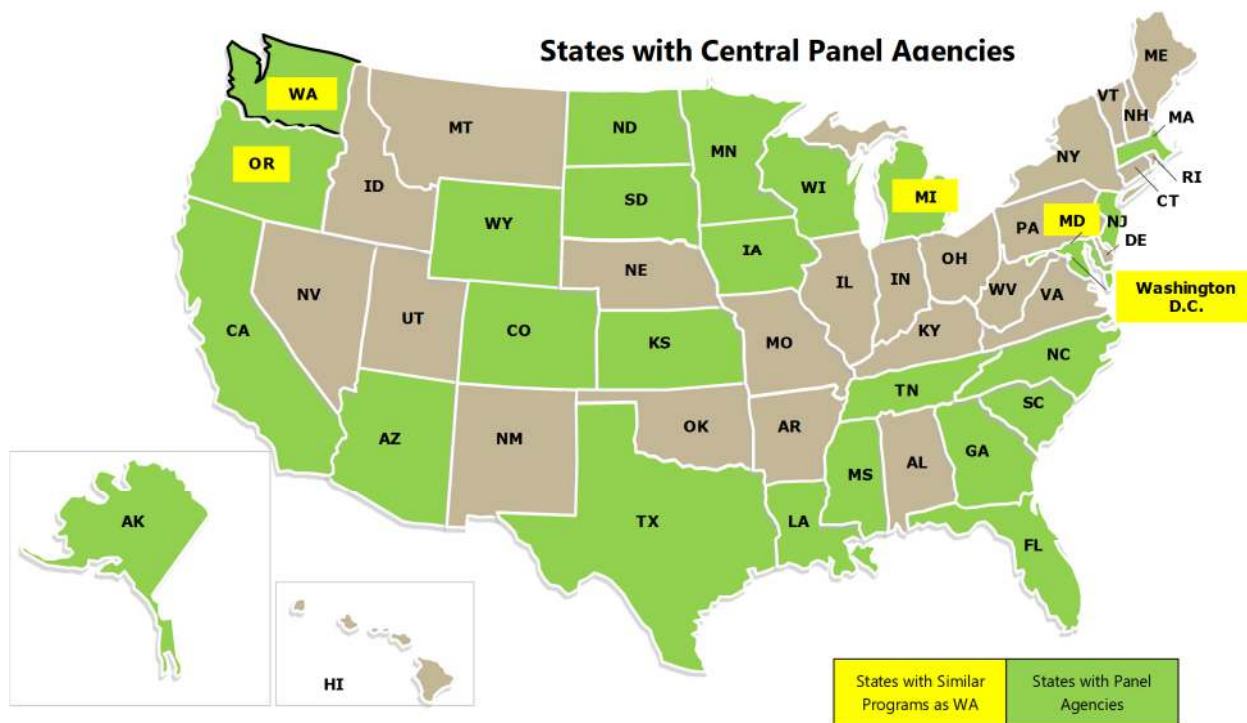 States with Central Panel Agencies
ME
WA
VT
NH
MA
MT
ND
MN
OR
NY
ID
WI
RI
MI
CT
SD
WY
PA
MD
NJ
DE
IA
NE
OH
IL
IN
WV
VA
Washington
D.C.
NV
UT
CA
CO
KS
MO
KY
NC
TN
SC
AZ
NM
OK
AR
GA
MS
AL
AK
TX
LA
FL
HI
States with Similar
Programs as WA
States with Panel
Agencies